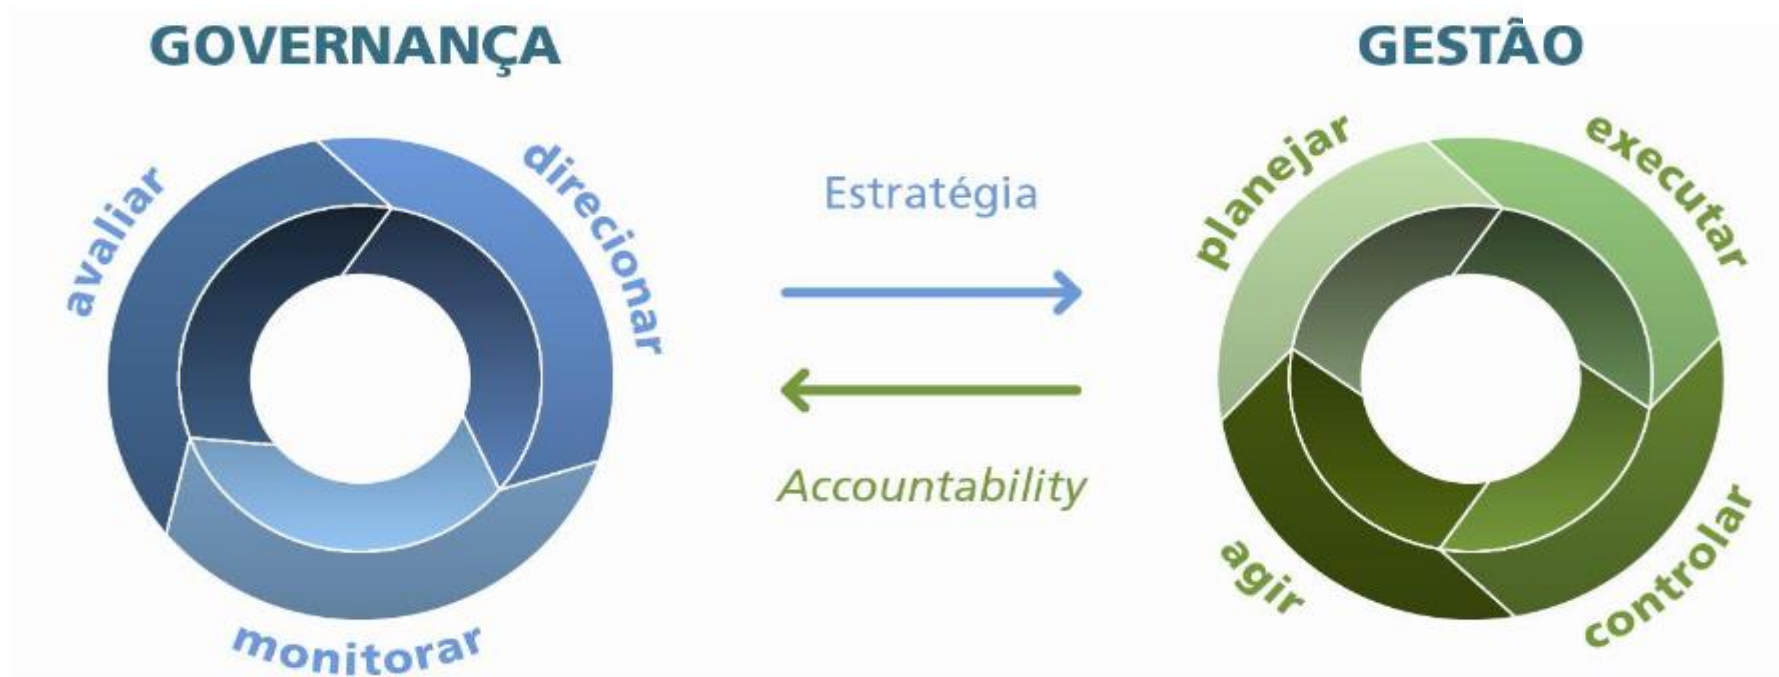 GOVERNANÇA
avaliar
direcionar
monitorar
Estratégia
Accountability
GESTÃO
planejar
executar
controlar
agir